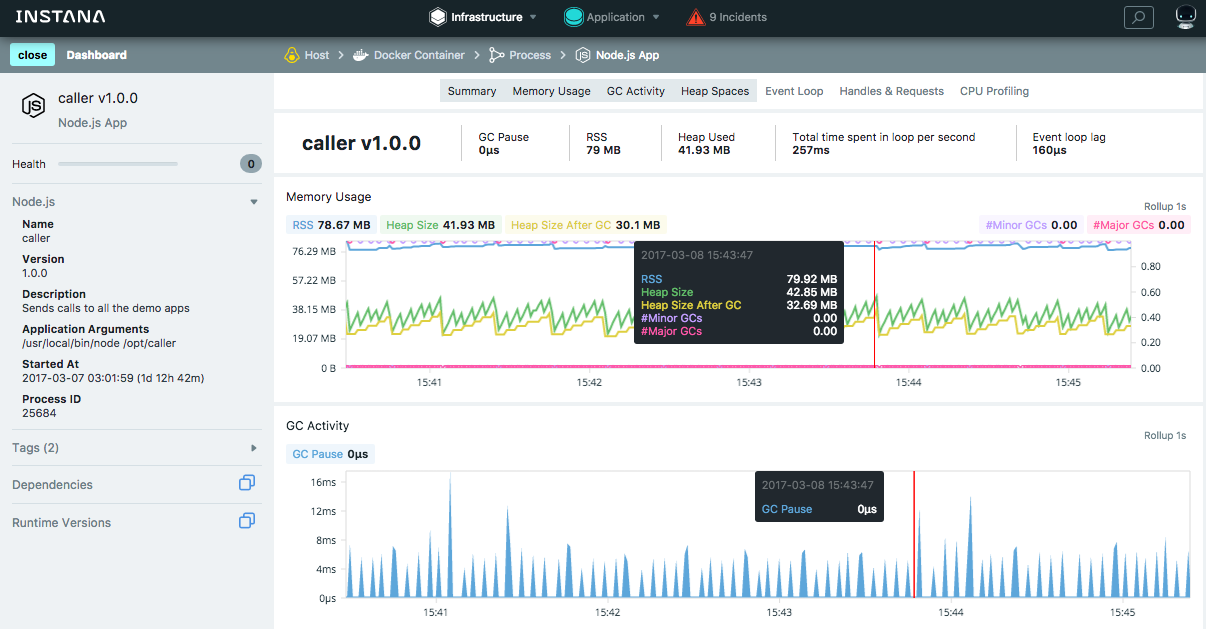 INSTANA
Infrastructure
Application
9 Incidents
close
Dashboard
Host
Docker Container
Process
Node.js App
caller v1.0.0
Node.js App
Health
0
Node.js
Name
caller
Version
1.0.0
Description
Sends calls to all the demo apps
Application Arguments
/usr/local/bin/node /opt/caller
Started At
2017-03-07 03:01:59 (1d 12h 42m)
Process ID
25684
Tags (2)
Dependencies
Runtime Versions
Summary Memory Usage GC Activity Heap Spaces Event Loop Handles & Requests CPU Profiling
caller v1.0.0
GC Pause
0μs
RSS
79 MB
Heap Used
41.93 MB
Total time spent in loop per second
257ms
Event loop lag
160μs
Memory Usage
Rollup 1s
RSS 78.67 MB Heap Size 41.93 MB Heap Size After GC 30.1 MB
#Minor GCs 0.00 #Major GCs 0.00
76.29 MB
57.22 MB
38.15 MB
19.07 MB
0 B
0.80
0.60
0.40
0.20
0.00
2017-03-08 15:43:47
RSS 79.92 MB
Heap Size 42.85 MB
Heap Size After GC 32.69 MB
#Minor GCs 0.00
#Major GCs 0.00
15:41 15:42 15:43 15:44 15:45
GC Activity
Rollup 1s
GC Pause 0μs
16ms
12ms
8ms
4ms
0μs
2017-03-08 15:43:47
GC Pause 0μs
15:41 15:42 15:43 15:44 15:45